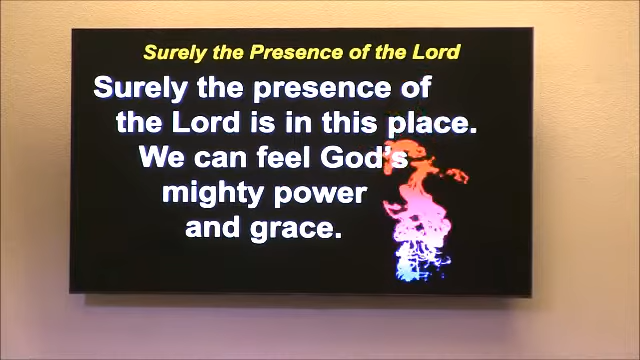 Surely the Presence of the Lord
Surely the presence of
the Lord is in this place.
We can feel God's
mighty power
and grace.